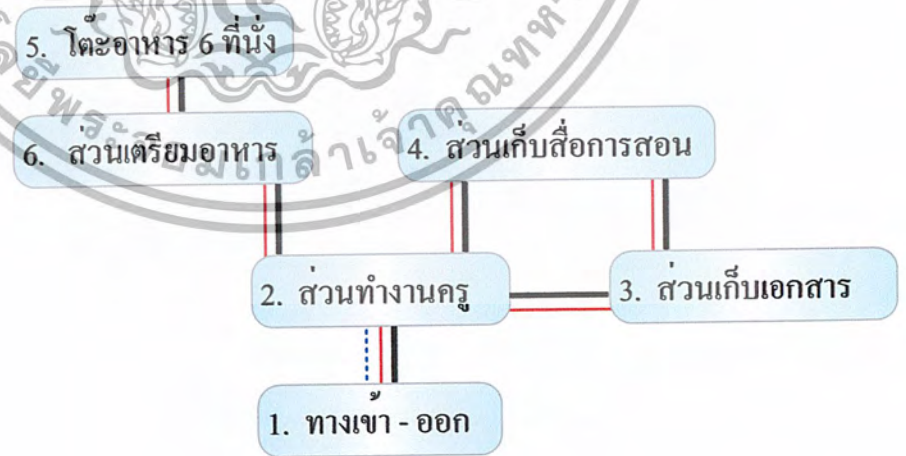 5. โต๊ะอาหาร 6 ที่นั่ง
6. ส่วนเตรียมอาหาร
4. ส่วนเก็บสื่อการสอน
2. ส่วนทำงานครู
3. ส่วนเก็บเอกสาร
1. ทางเข้า - ออก